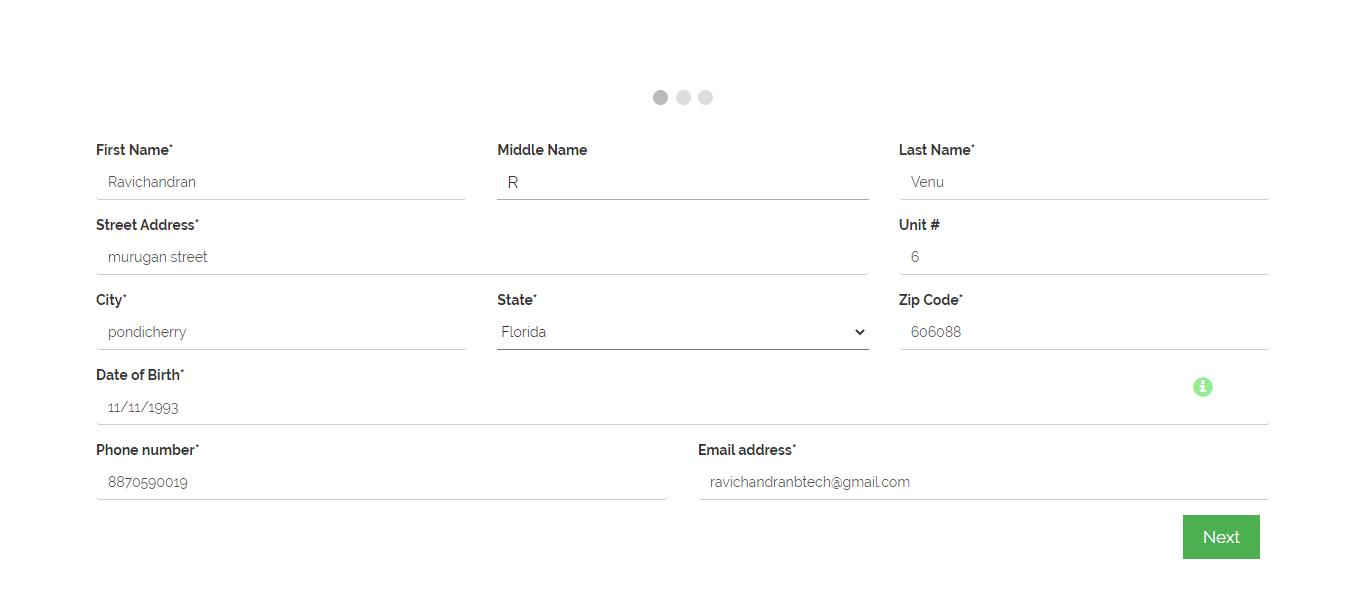 First Name* Middle Name Last Name*
Ravichandran R Venu
Street Address* Unit #
murugan street 6
City* State* Zip Code*
pondicherry Florida 606088
Date of Birth*
11/11/1993
Phone number* Email address*
8870590019 ravichandranbtech@gmail.com
Next